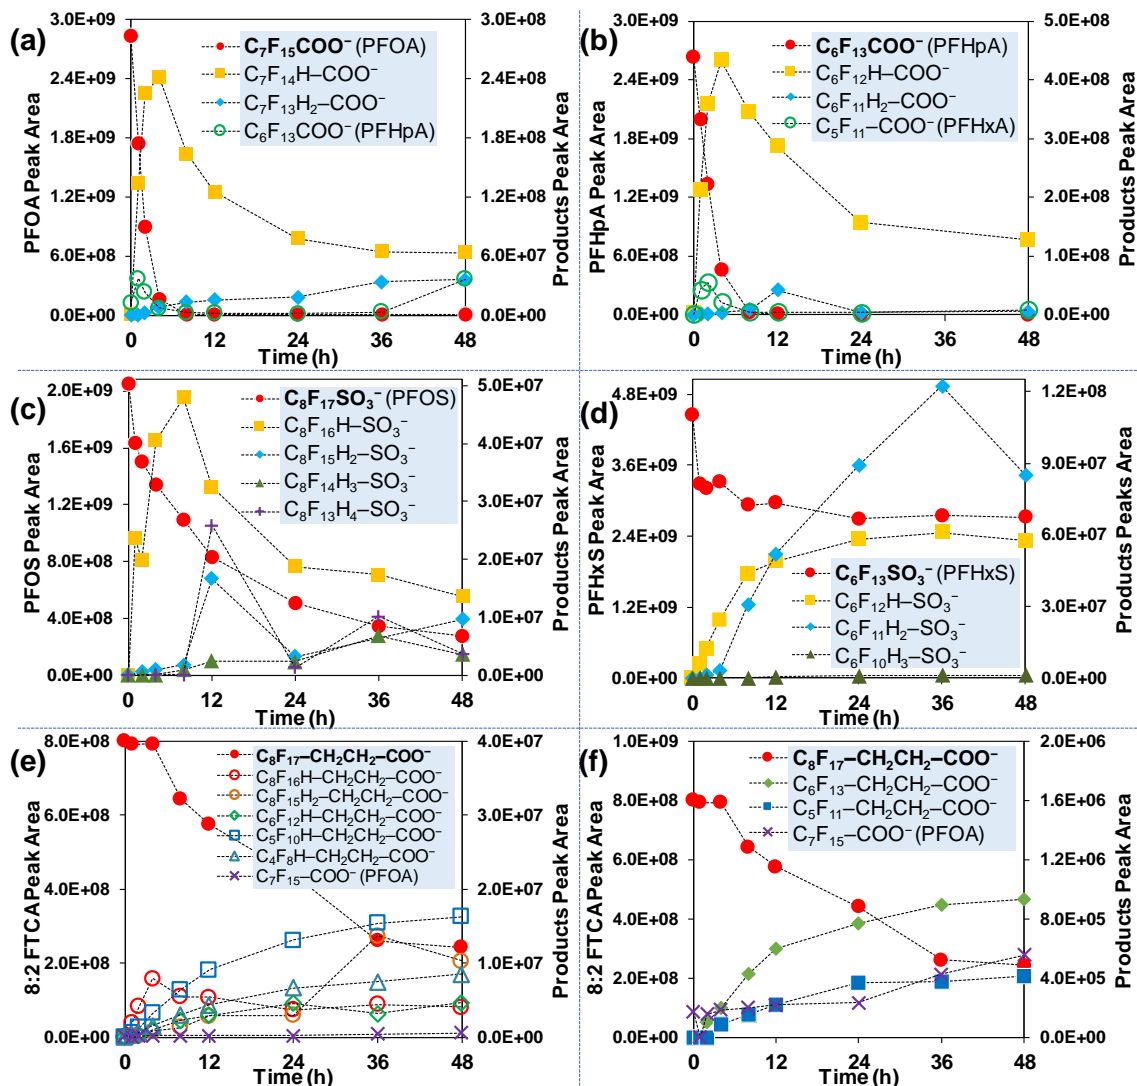 (a)
C₇F₁₅COO⁻ (PFOA)
C₇F₁₄H–COO⁻
C₇F₁₃H₂–COO⁻
C₆F₁₃COO⁻ (PFHpA)
3.0E+09
2.4E+09
1.8E+09
1.2E+09
6.0E+08
0.0E+00
PFOA Peak Area
3.0E+08
2.4E+08
1.8E+08
1.2E+08
6.0E+07
0.0E+00
Products Peak Area
0 12 24 36 48
Time (h)
(b)
C₆F₁₃COO⁻ (PFHpA)
C₆F₁₂H–COO⁻
C₆F₁₁H₂–COO⁻
C₅F₁₁–COO⁻ (PFHxA)
3.0E+09
2.4E+09
1.8E+09
1.2E+09
6.0E+08
0.0E+00
PFHpA Peak Area
5.0E+08
4.0E+08
3.0E+08
2.0E+08
1.0E+08
0.0E+00
Products Peak Area
0 12 24 36 48
Time (h)
(c)
C₈F₁₇SO₃⁻ (PFOS)
C₈F₁₆H–SO₃⁻
C₈F₁₅H₂–SO₃⁻
C₈F₁₄H₃–SO₃⁻
C₈F₁₃H₄–SO₃⁻
2.0E+09
1.6E+09
1.2E+09
8.0E+08
4.0E+08
0.0E+00
PFOS Peak Area
5.0E+07
4.0E+07
3.0E+07
2.0E+07
1.0E+07
0.0E+00
Products Peak Area
0 12 24 36 48
Time (h)
(d)
C₆F₁₃SO₃⁻ (PFHxS)
C₆F₁₂H–SO₃⁻
C₆F₁₁H₂–SO₃⁻
C₆F₁₀H₃–SO₃⁻
4.8E+09
3.6E+09
2.4E+09
1.2E+09
0.0E+00
PFHxS Peak Area
1.2E+08
9.0E+07
6.0E+07
3.0E+07
0.0E+00
Products Peaks Area
0 12 24 36 48
Time (h)
(e)
C₈F₁₇–CH₂CH₂–COO⁻
C₈F₁₆H–CH₂CH₂–COO⁻
C₈F₁₅H₂–CH₂CH₂–COO⁻
C₆F₁₂H–CH₂CH₂–COO⁻
C₅F₁₀H–CH₂CH₂–COO⁻
C₄F₈H–CH₂CH₂–COO⁻
C₇F₁₅–COO⁻ (PFOA)
8.0E+08
6.0E+08
4.0E+08
2.0E+08
0.0E+00
8:2 FTCA Peak Area
4.0E+07
3.0E+07
2.0E+07
1.0E+07
0.0E+00
Products Peak Area
0 12 24 36 48
Time (h)
(f)
C₈F₁₇–CH₂CH₂–COO⁻
C₆F₁₃–CH₂CH₂–COO⁻
C₅F₁₁–CH₂CH₂–COO⁻
C₇F₁₅–COO⁻ (PFOA)
1.0E+09
8.0E+08
6.0E+08
4.0E+08
2.0E+08
0.0E+00
8:2 FTCA Peak Area
2.0E+06
1.6E+06
1.2E+06
8.0E+05
4.0E+05
0.0E+00
Products Peak Area
0 12 24 36 48
Time (h)